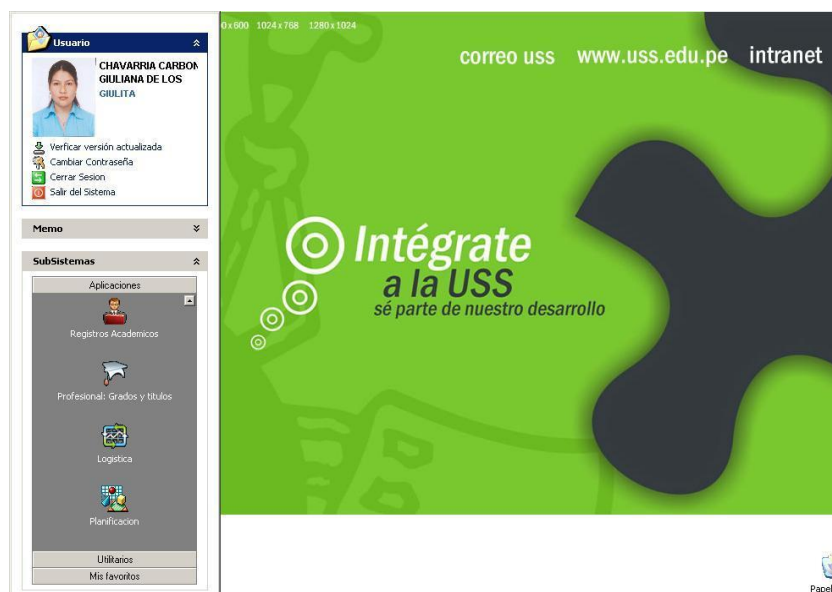 Usuario
CHAVARRIA CARBON
GIULIANA DE LOS
GIULITA
Verficar versión actualizada
Cambiar Contraseña
Cerrar Sesion
Salir del Sistema
Memo
SubSistemas
Aplicaciones
Registros Academicos
Profesional: Grados y titulos
Logistica
Planificacion
Utilitarios
Mis favoritos
0x600 1024x768 1280x1024
correo uss www.uss.edu.pe intranet
Intégrate
a la USS
sé parte de nuestro desarrollo